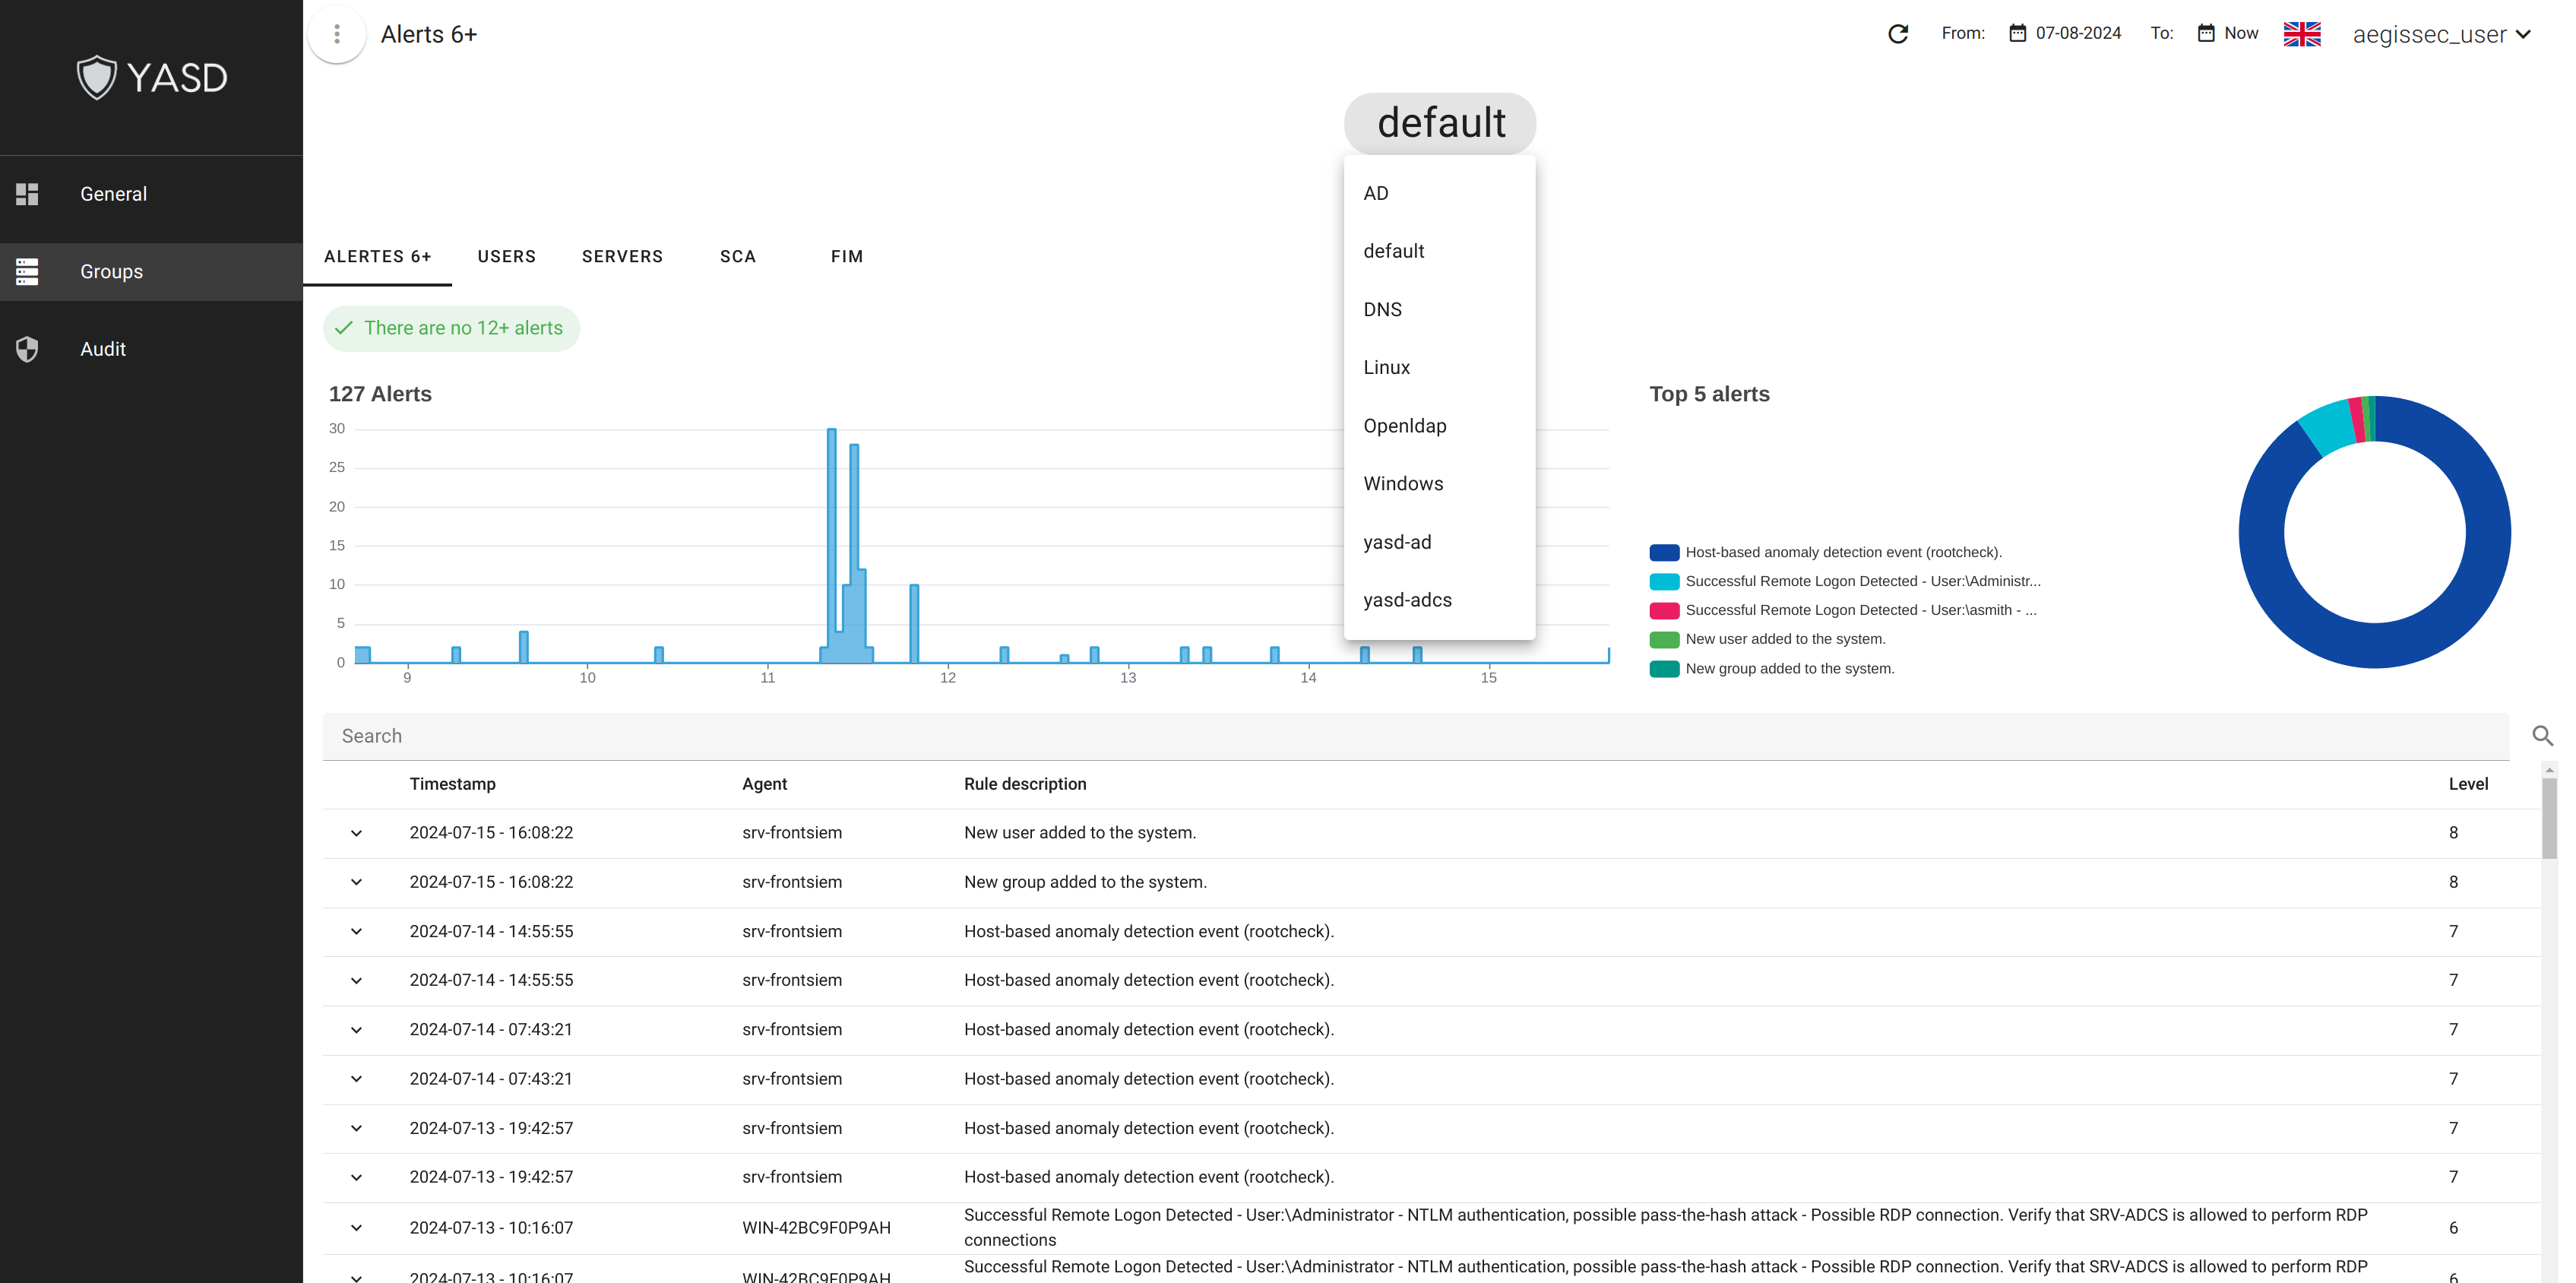 YASD
General
Groups
Audit
Alerts 6+
From: 07-08-2024 To: Now aegissec_user
default
AD
default
DNS
Linux
Openldap
Windows
yasd-ad
yasd-adcs
ALERTES 6+ USERS SERVERS SCA FIM
There are no 12+ alerts
127 Alerts
30
25
20
15
10
5
0
9 10 11 12 13 14 15
Top 5 alerts
Host-based anomaly detection event (rootcheck).
Successful Remote Logon Detected - User:\Administr...
Successful Remote Logon Detected - User:\asmith - ...
New user added to the system.
New group added to the system.
Search
Timestamp Agent Rule description Level
2024-07-15 - 16:08:22 srv-frontsiem New user added to the system. 8
2024-07-15 - 16:08:22 srv-frontsiem New group added to the system. 8
2024-07-14 - 14:55:55 srv-frontsiem Host-based anomaly detection event (rootcheck). 7
2024-07-14 - 14:55:55 srv-frontsiem Host-based anomaly detection event (rootcheck). 7
2024-07-14 - 07:43:21 srv-frontsiem Host-based anomaly detection event (rootcheck). 7
2024-07-14 - 07:43:21 srv-frontsiem Host-based anomaly detection event (rootcheck). 7
2024-07-13 - 19:42:57 srv-frontsiem Host-based anomaly detection event (rootcheck). 7
2024-07-13 - 19:42:57 srv-frontsiem Host-based anomaly detection event (rootcheck). 7
2024-07-13 - 10:16:07 WIN-42BC9F0P9AH Successful Remote Logon Detected - User:\Administrator - NTLM authentication, possible pass-the-hash attack - Possible RDP connection. Verify that SRV-ADCS is allowed to perform RDP 6
connections
2024-07-13 - 10:16:07 WIN-42BC9F0P9AH Successful Remote Logon Detected - User:\Administrator - NTLM authentication, possible pass-the-hash attack - Possible RDP connection. Verify that SRV-ADCS is allowed to perform RDP 6